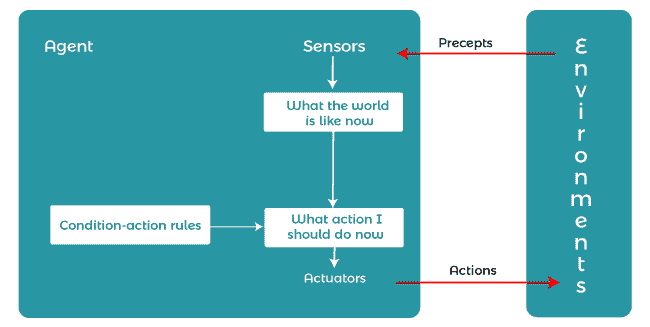 Agent
Sensors
Precepts
What the world
is like now
Condition-action rules
What action I
should do now
Actuators
Actions
Environments